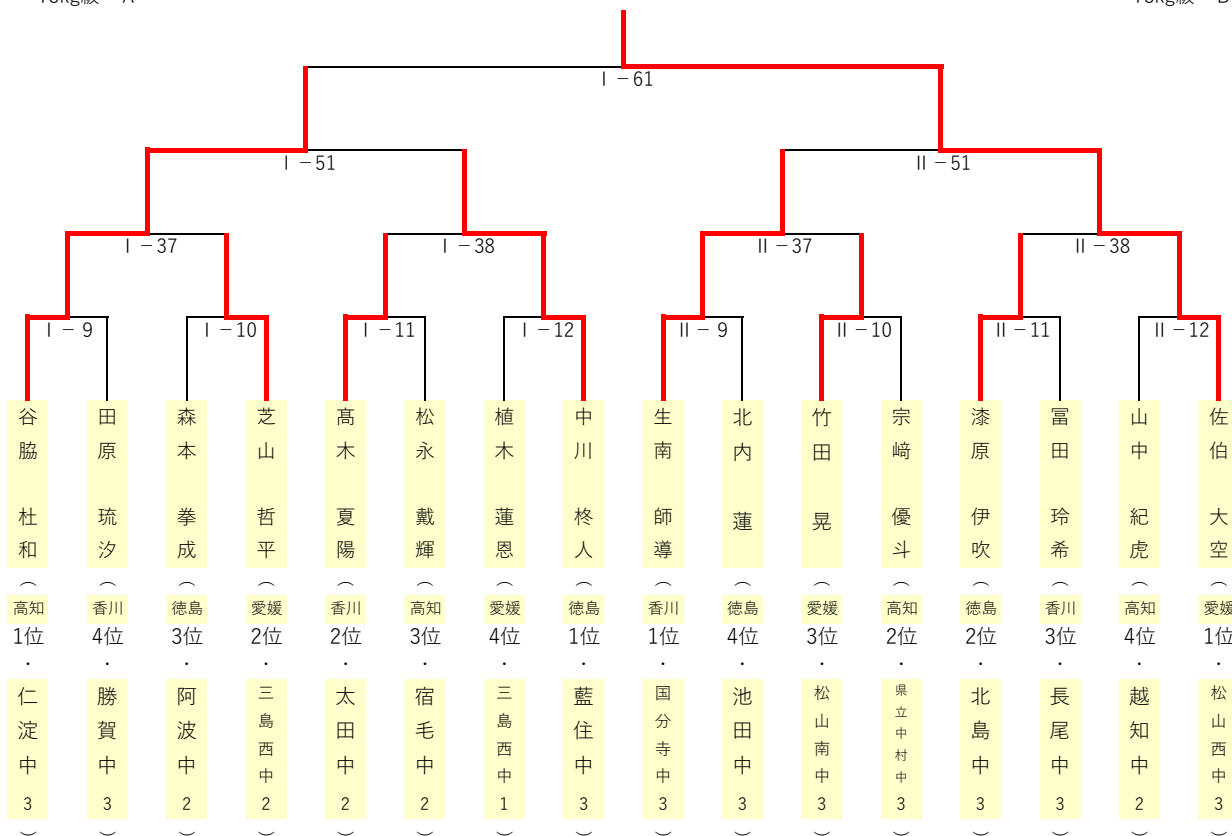 Ⅰ－61
Ⅰ－51
Ⅱ－51
Ⅰ－37
Ⅰ－38
Ⅱ－37
Ⅱ－38
Ⅰ－9
Ⅰ－10
Ⅰ－11
Ⅰ－12
Ⅱ－9
Ⅱ－10
Ⅱ－11
Ⅱ－12
谷脇 杜和（高知1位・仁淀中3）
田原 琉汐（香川4位・勝賀中3）
森本 拳成（徳島3位・阿波中2）
芝山 哲平（愛媛2位・三島西中2）
髙木 夏陽（香川2位・太田中2）
松永 戴輝（高知3位・宿毛中2）
植木 蓮恩（愛媛4位・三島西中1）
中川 柊人（徳島1位・藍住中3）
生南 師導（香川1位・国分寺中3）
北内 蓮（徳島4位・池田中3）
竹田 晃（愛媛3位・松山南中3）
宗﨑 優斗（高知2位・県立中村中3）
漆原 伊吹（徳島2位・北島中3）
冨田 玲希（香川3位・長尾中3）
山中 紀虎（高知4位・越知中2）
佐伯 大空（愛媛1位・松山西中3）